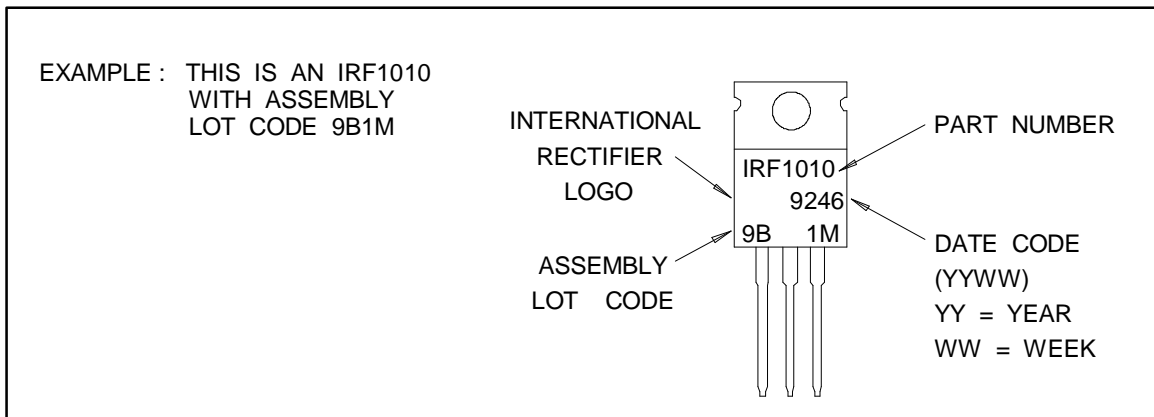 EXAMPLE : THIS IS AN IRF1010
WITH ASSEMBLY
LOT CODE 9B1M
INTERNATIONAL
RECTIFIER
LOGO
ASSEMBLY
LOT CODE
IRF1010
9246
9B 1M
PART NUMBER
DATE CODE
(YYWW)
YY = YEAR
WW = WEEK